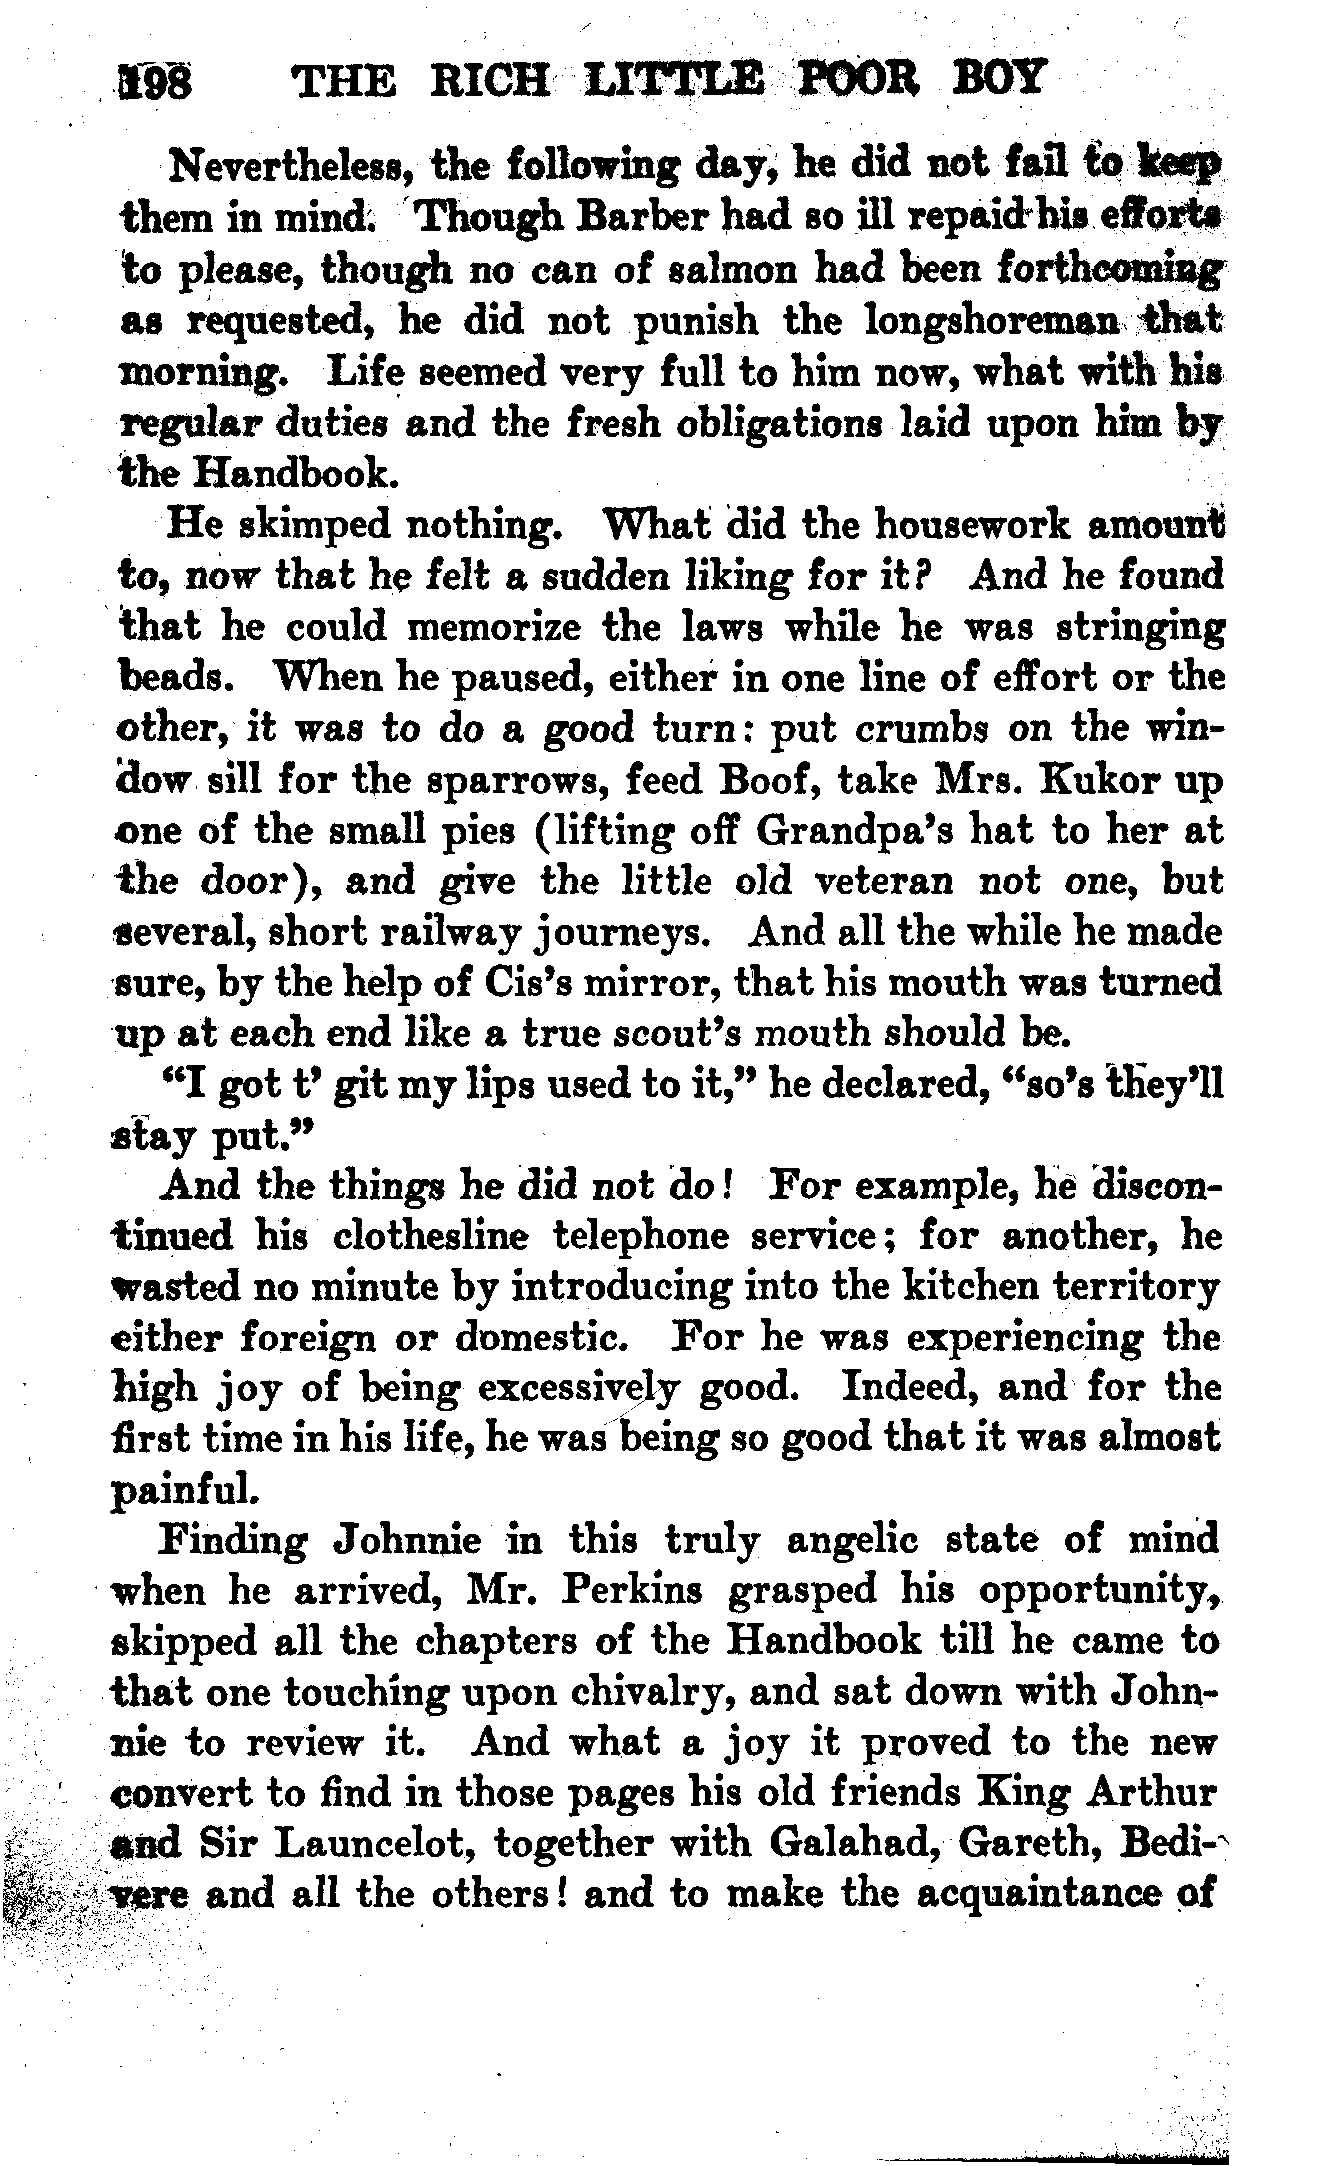 198 THE RICH LITTLE POOR BOY
Nevertheless, the following day, he did not fail to keep
them in mind. Though Barber had so ill repaid his efforts
to please, though no can of salmon had been forthcoming
as requested, he did not punish the longshoreman that
morning. Life seemed very full to him now, what with his
regular duties and the fresh obligations laid upon him by
the Handbook.
He skimped nothing. What did the housework amount
to, now that he felt a sudden liking for it? And he found
that he could memorize the laws while he was stringing
beads. When he paused, either in one line of effort or the
other, it was to do a good turn: put crumbs on the win-
dow sill for the sparrows, feed Boof, take Mrs. Kukor up
one of the small pies (lifting off Grandpa's hat to her at
the door), and give the little old veteran not one, but
several, short railway journeys. And all the while he made
sure, by the help of Cis's mirror, that his mouth was turned
up at each end like a true scout's mouth should be.
"I got t' git my lips used to it," he declared, "so's they'll
stay put."
And the things he did not do! For example, he discon-
tinued his clothesline telephone service; for another, he
wasted no minute by introducing into the kitchen territory
either foreign or domestic. For he was experiencing the
high joy of being excessively good. Indeed, and for the
first time in his life, he was being so good that it was almost
painful.
Finding Johnnie in this truly angelic state of mind
when he arrived, Mr. Perkins grasped his opportunity,
skipped all the chapters of the Handbook till he came to
that one touching upon chivalry, and sat down with John-
nie to review it. And what a joy it proved to the new
convert to find in those pages his old friends King Arthur
and Sir Launcelot, together with Galahad, Gareth, Bedi-
vere and all the others! and to make the acquaintance of